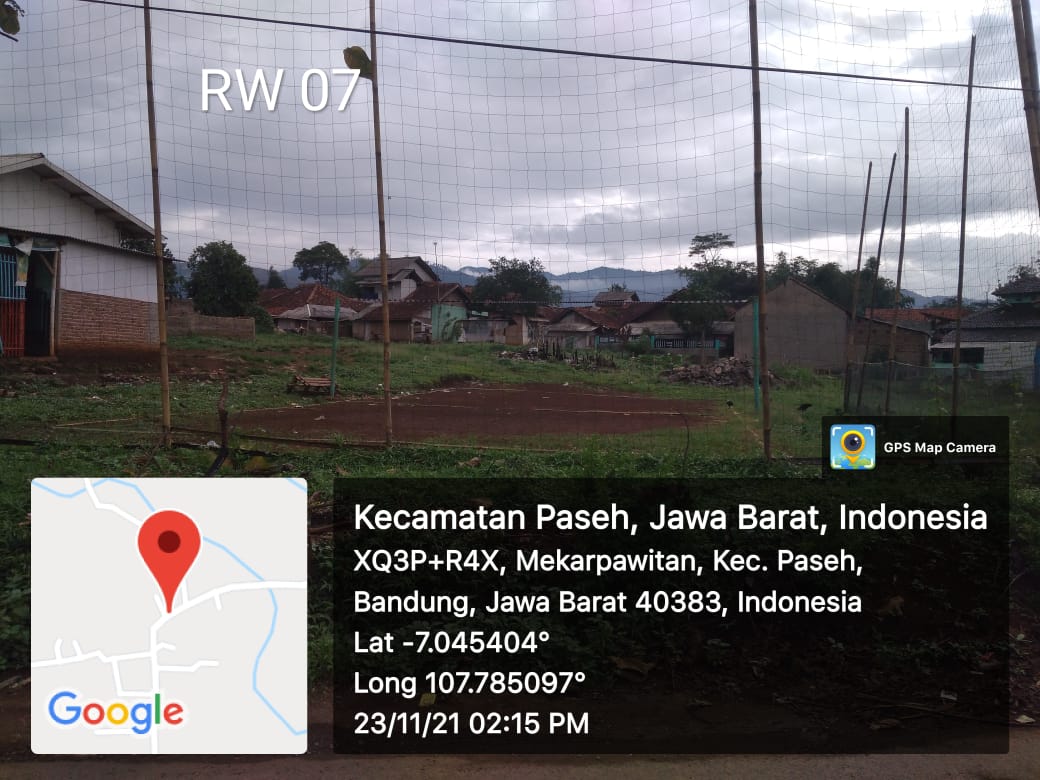 RW 07
GPS Map Camera
Kecamatan Paseh, Jawa Barat, Indonesia
XQ3P+R4X, Mekarpawitan, Kec. Paseh,
Bandung, Jawa Barat 40383, Indonesia
Lat -7.045404°
Long 107.785097°
23/11/21 02:15 PM
Google